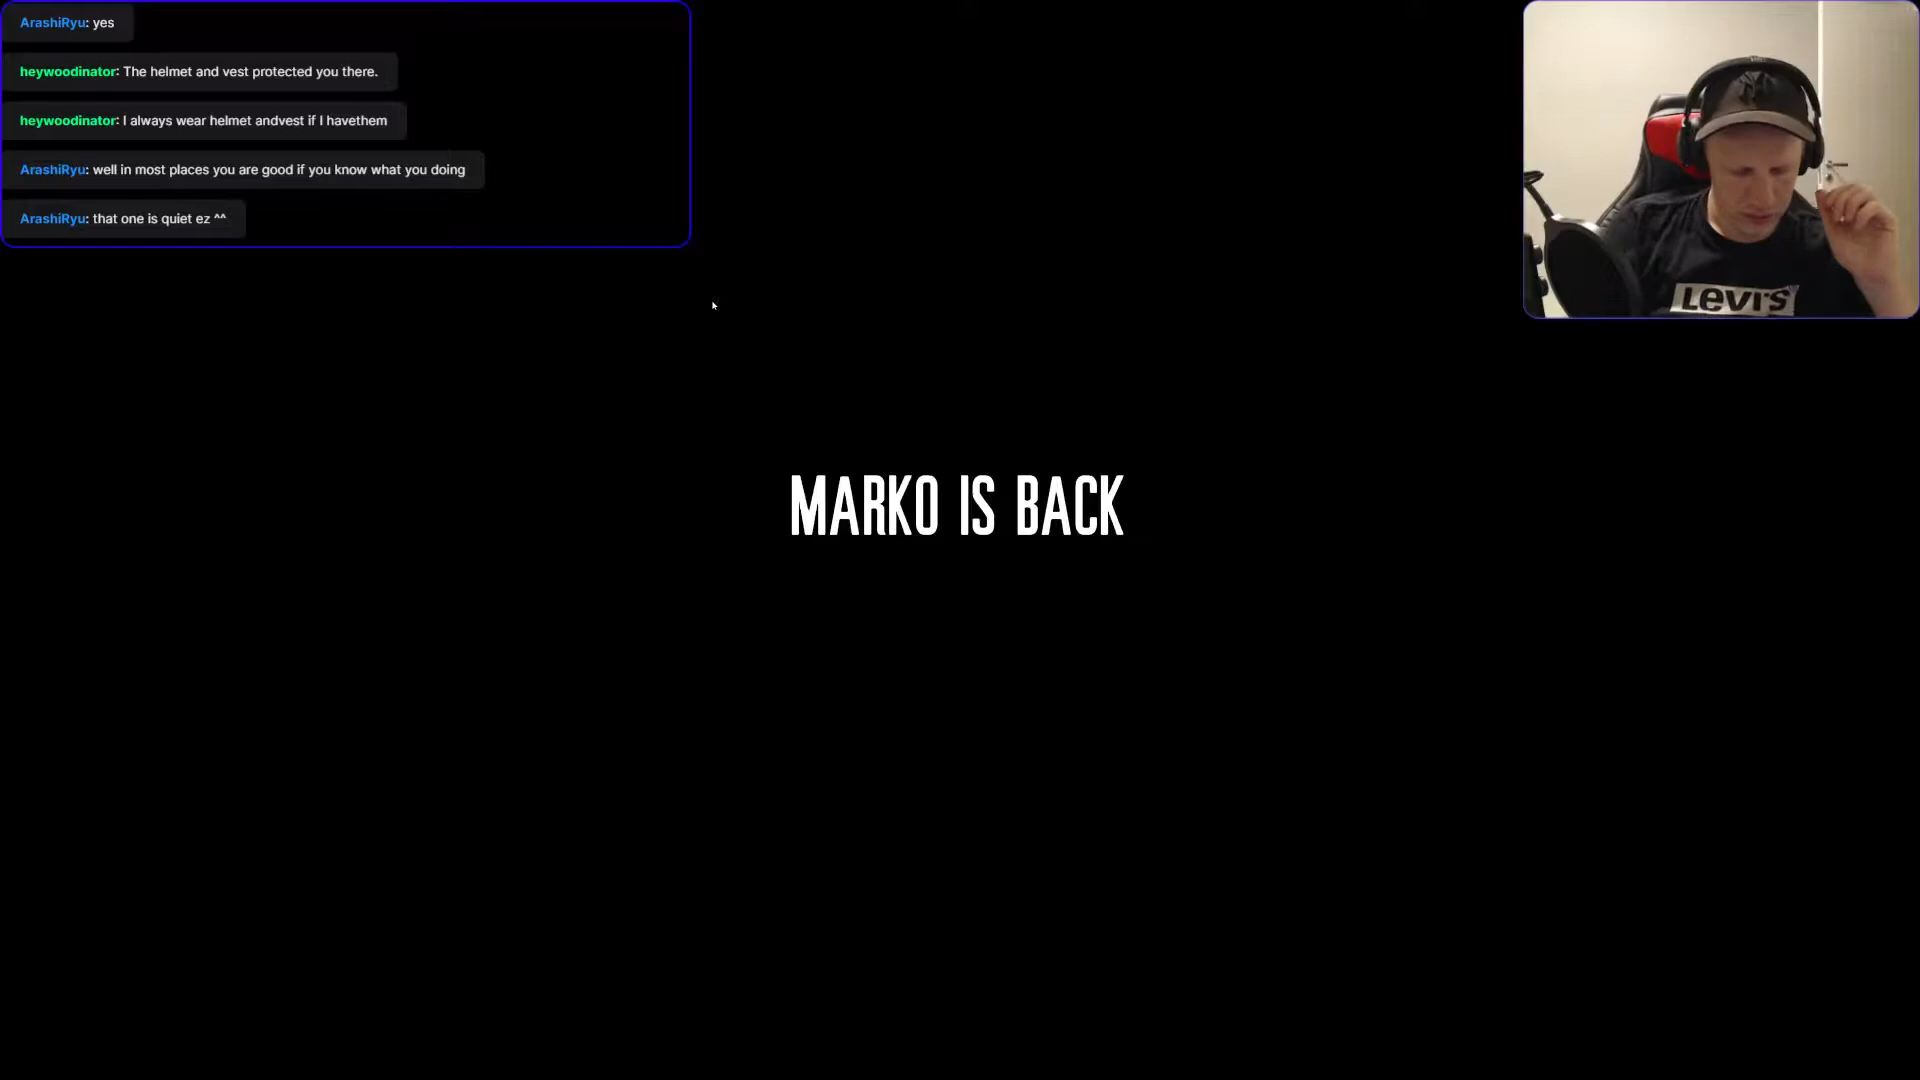 ArashiRyu: yes
heywoodinator: The helmet and vest protected you there.
heywoodinator: I always wear helmet andvest if I havethem
ArashiRyu: well in most places you are good if you know what you doing
ArashiRyu: that one is quiet ez ^^
Levi's
MARKO IS BACK